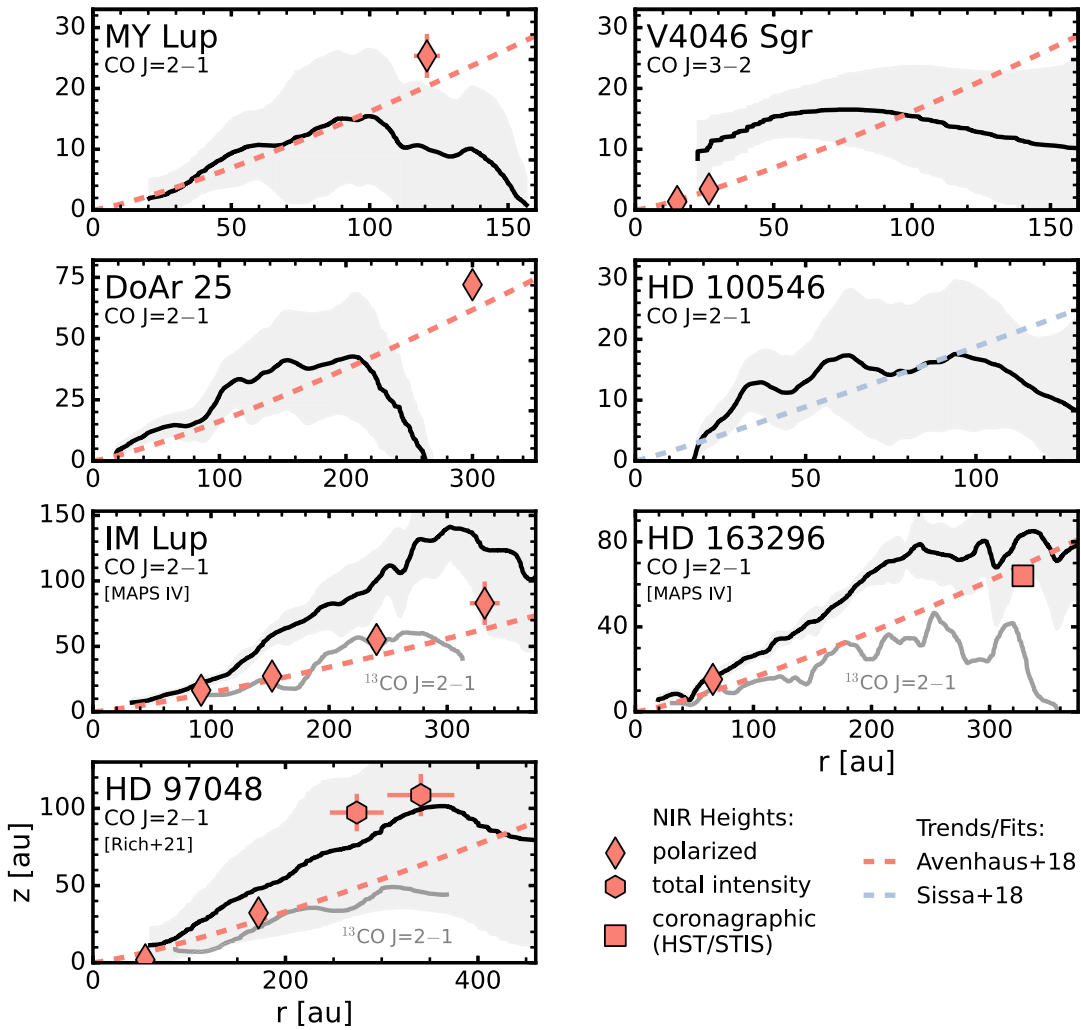 MY Lup
CO J=2−1
30
20
10
0
0
50
100
150
V4046 Sgr
CO J=3−2
30
20
10
0
0
50
100
150
DoAr 25
CO J=2−1
75
50
25
0
0
100
200
300
HD 100546
CO J=2−1
30
20
10
0
0
50
100
IM Lup
CO J=2−1
[MAPS IV]
150
100
50
0
¹³CO J=2−1
0
100
200
300
HD 163296
CO J=2−1
[MAPS IV]
80
40
0
¹³CO J=2−1
0
100
200
300
r [au]
HD 97048
CO J=2−1
[Rich+21]
100
50
0
¹³CO J=2−1
0
200
400
z [au]
r [au]
NIR Heights:
polarized
total intensity
coronagraphic
(HST/STIS)
Trends/Fits:
Avenhaus+18
Sissa+18